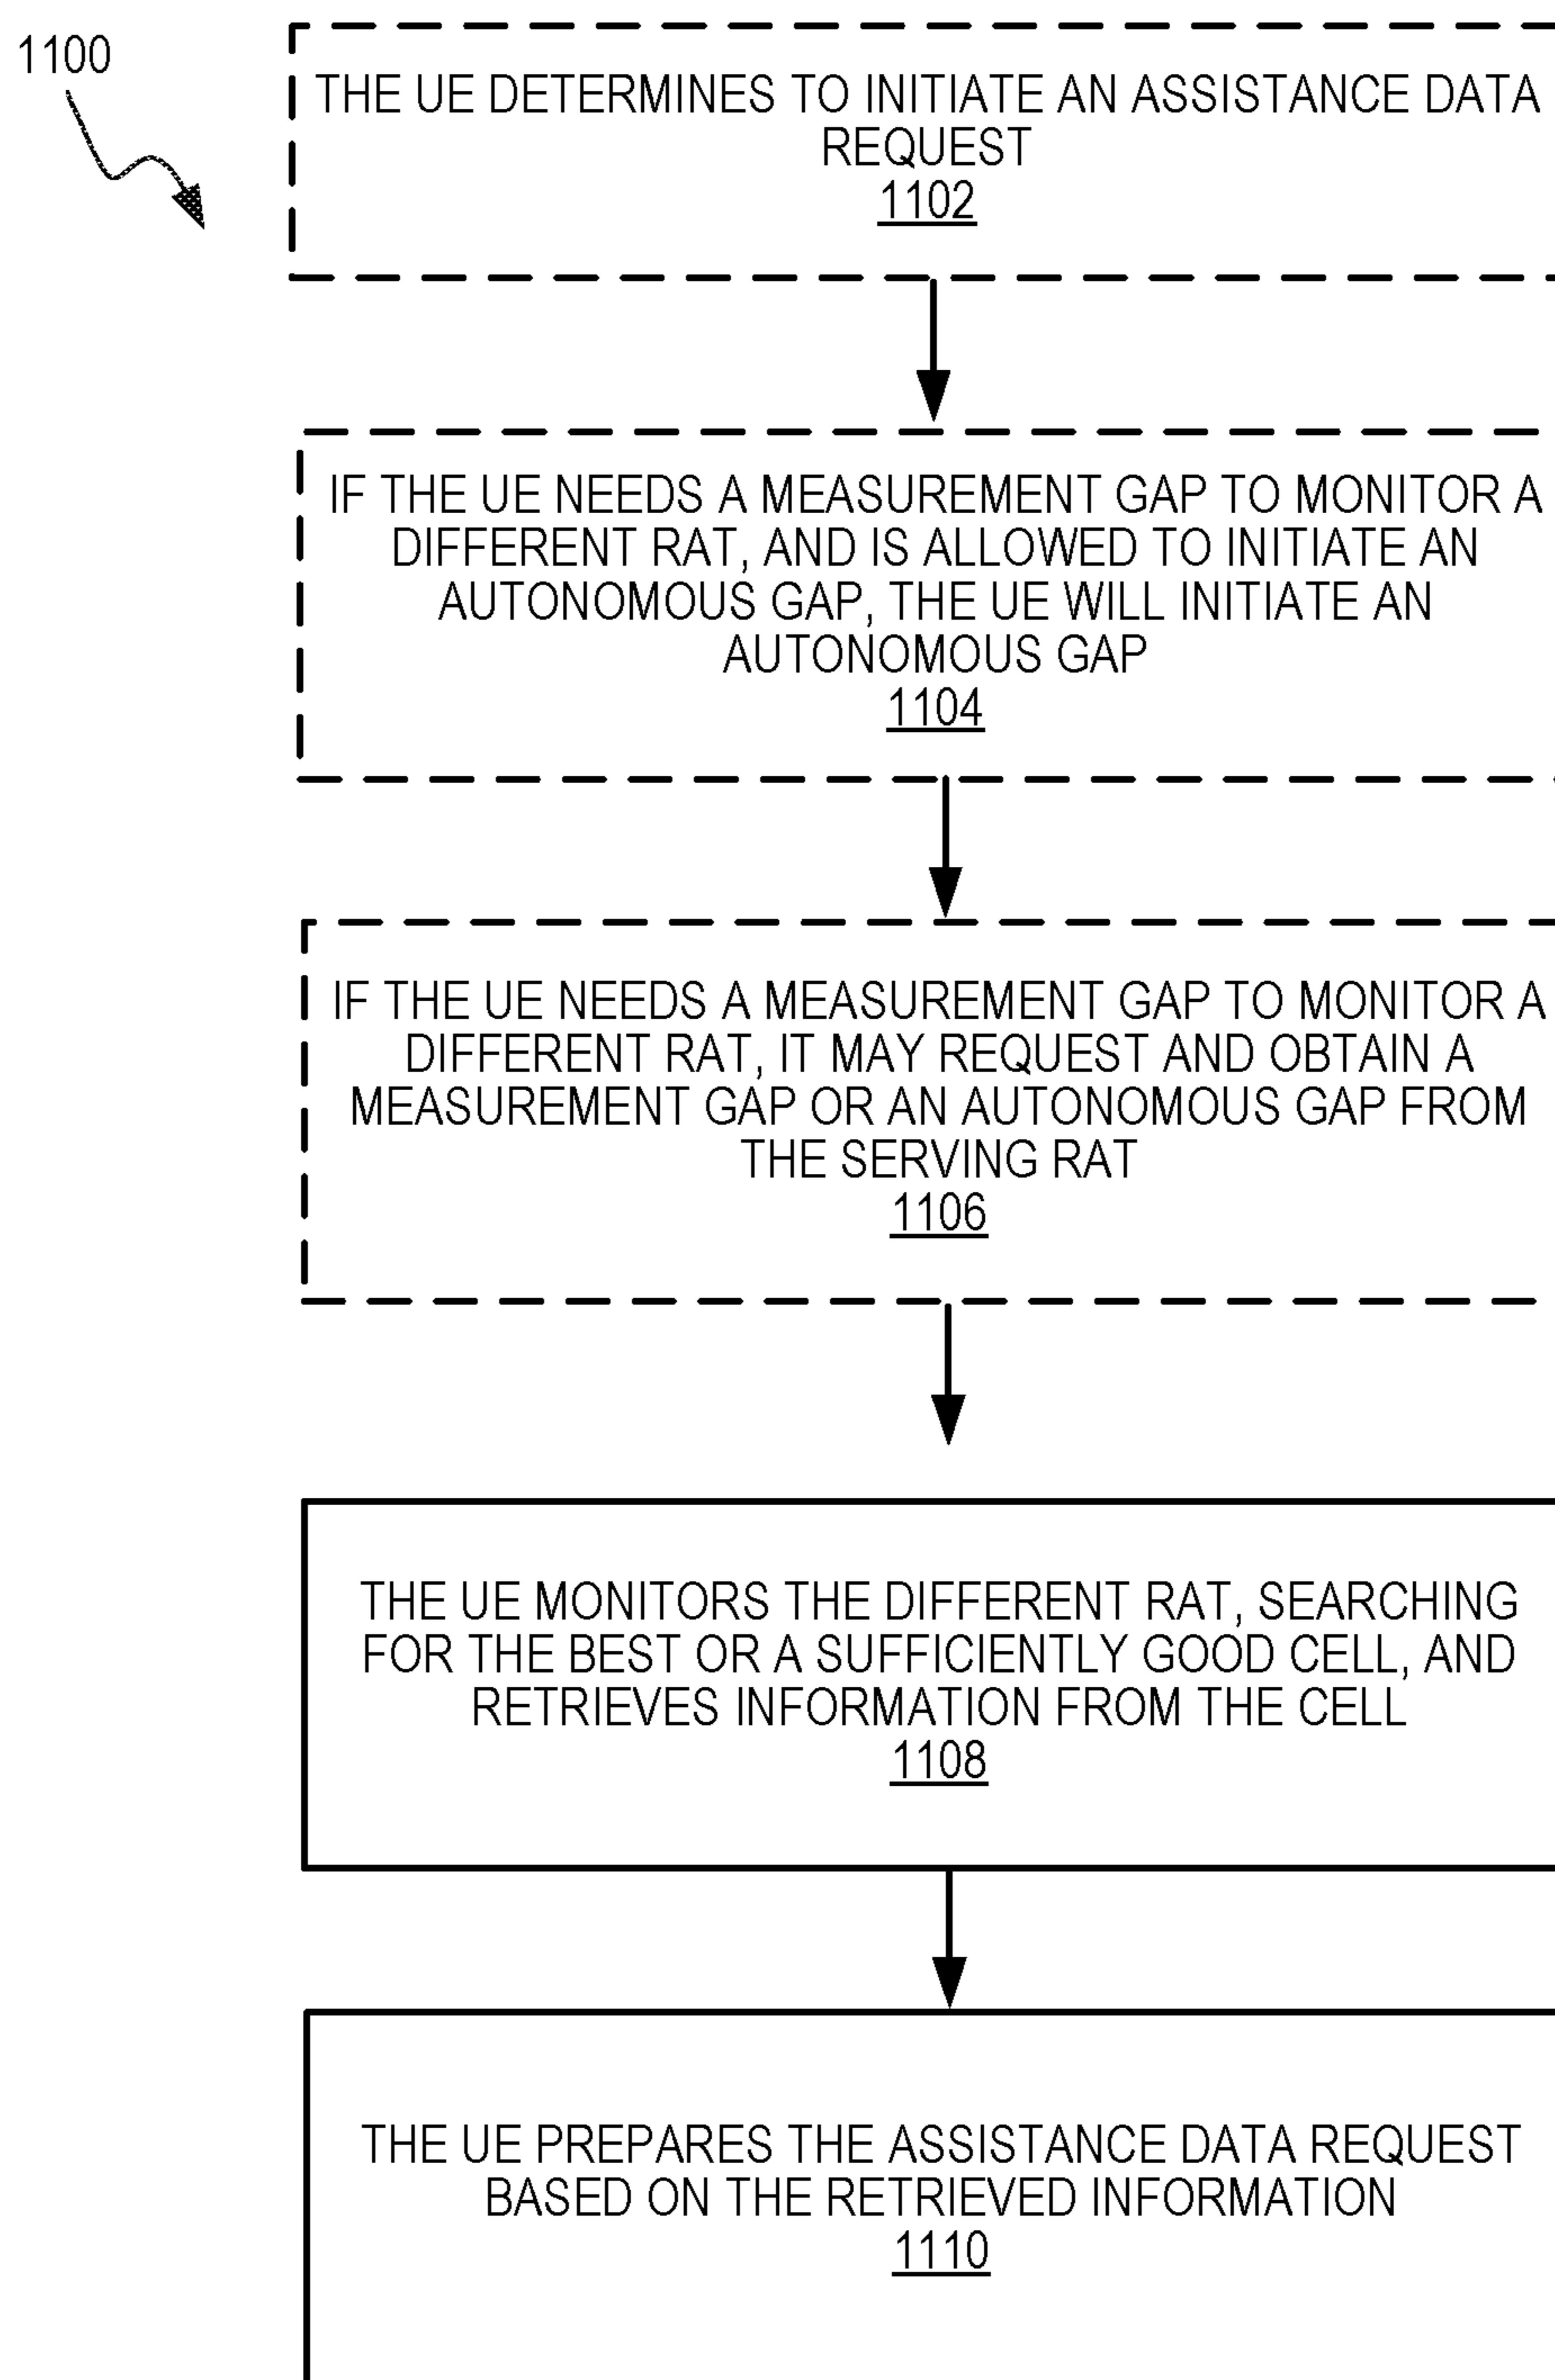 1100
THE UE DETERMINES TO INITIATE AN ASSISTANCE DATA
REQUEST
1102
IF THE UE NEEDS A MEASUREMENT GAP TO MONITOR A
DIFFERENT RAT, AND IS ALLOWED TO INITIATE AN
AUTONOMOUS GAP, THE UE WILL INITIATE AN
AUTONOMOUS GAP
1104
IF THE UE NEEDS A MEASUREMENT GAP TO MONITOR A
DIFFERENT RAT, IT MAY REQUEST AND OBTAIN A
MEASUREMENT GAP OR AN AUTONOMOUS GAP FROM
THE SERVING RAT
1106
THE UE MONITORS THE DIFFERENT RAT, SEARCHING
FOR THE BEST OR A SUFFICIENTLY GOOD CELL, AND
RETRIEVES INFORMATION FROM THE CELL
1108
THE UE PREPARES THE ASSISTANCE DATA REQUEST
BASED ON THE RETRIEVED INFORMATION
1110